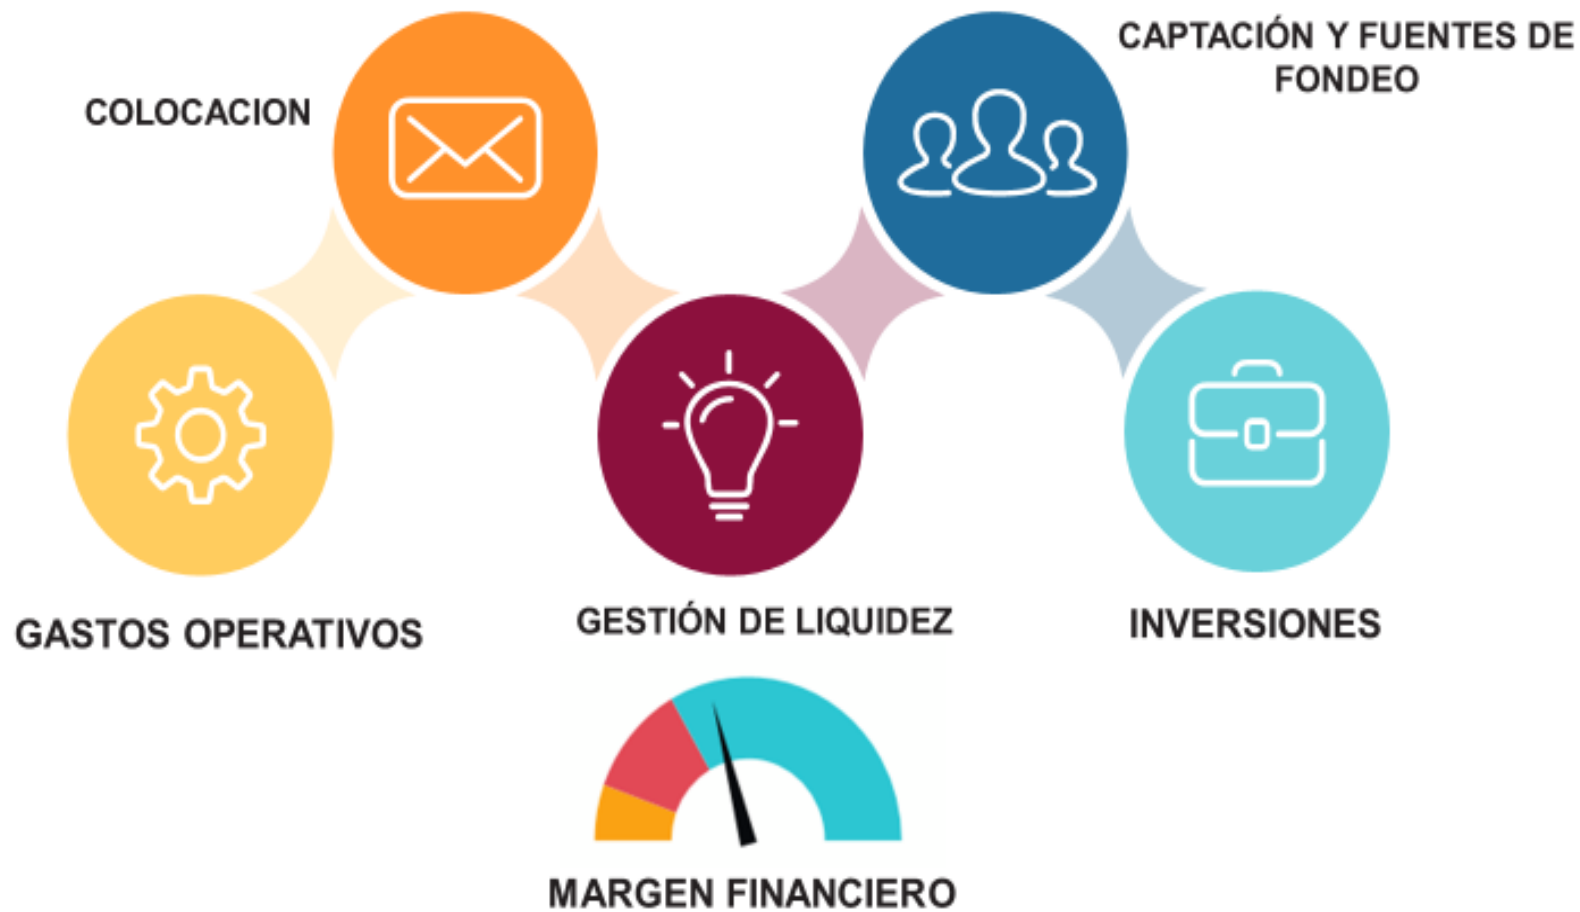 CAPTACIÓN Y FUENTES DE
FONDEO
COLOCACION
GASTOS OPERATIVOS
GESTIÓN DE LIQUIDEZ
INVERSIONES
MARGEN FINANCIERO